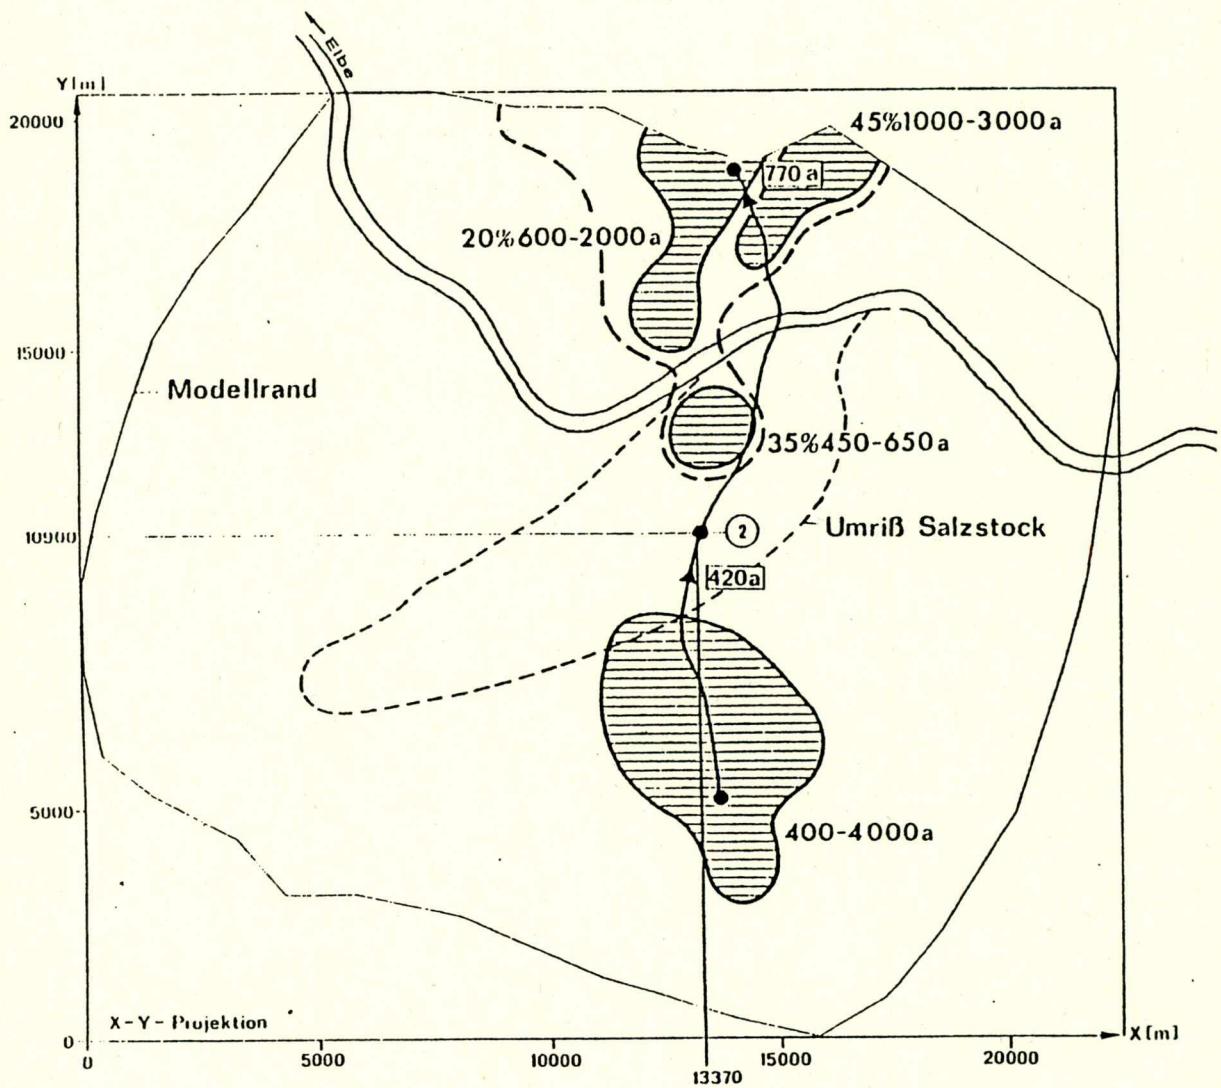 Elbe
Y [m]
20000
45% 1000-3000a
770 a
20% 600-2000a
15000
Modellrand
35% 450-650a
10900
2
Umriß Salzstock
420a
5000
400-4000a
X-Y-Projektion
X [m]
0
0
5000
10000
15000
20000
13370